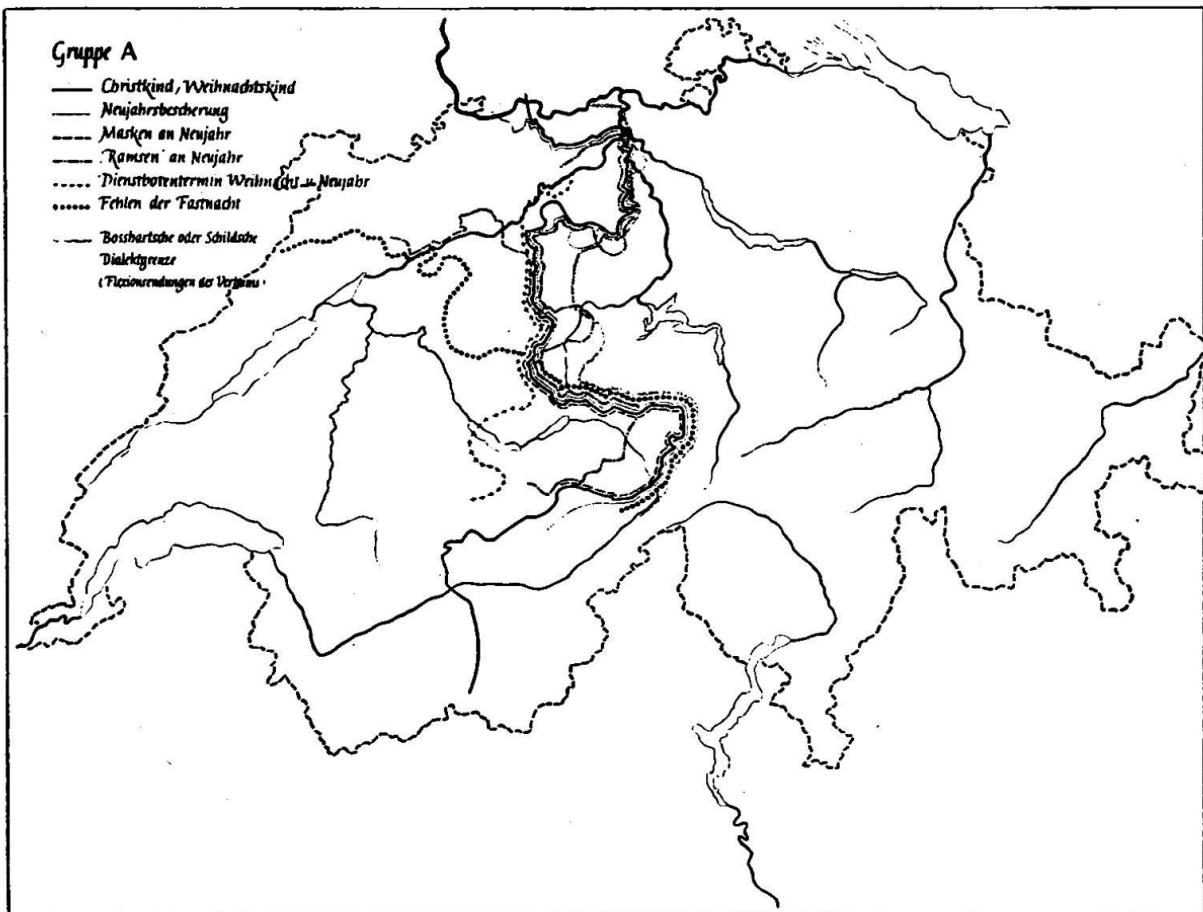 Gruppe A
Christkind, Weihnachtskind
Neujahrsbescherung
Masken an Neujahr
"Ramsen" an Neujahr
Dienstbotentermin Weihnacht u. Neujahr
Fehlen der Fastnacht
Bosshartsche oder Schildsche
Dialektgrenze
(Flexionsendungen des Verbums)